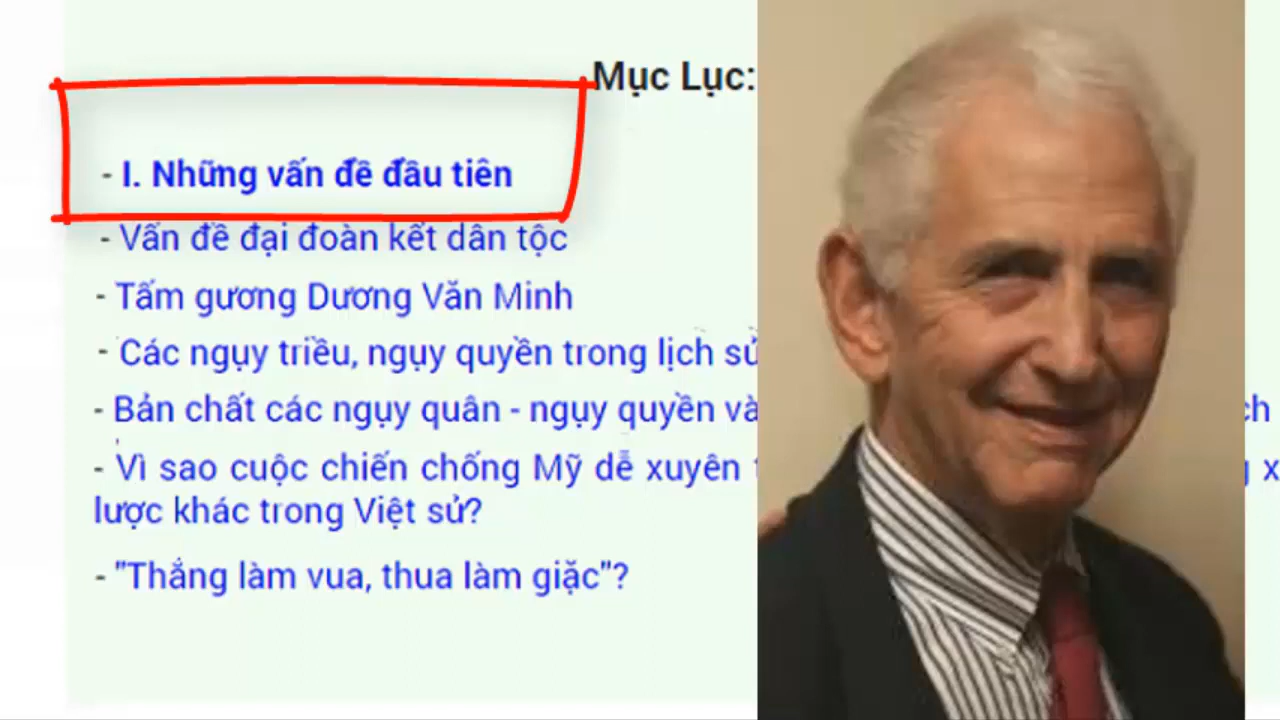 Mục Lục:
- I. Những vấn đề đầu tiên
- Vấn đề đại đoàn kết dân tộc
- Tấm gương Dương Văn Minh
- Các ngụy triều, ngụy quyền trong lịch sử
- Bản chất các ngụy quân - ngụy quyền và
- Vì sao cuộc chiến chống Mỹ dễ xuyên
lược khác trong Việt sử?
- "Thắng làm vua, thua làm giặc"?